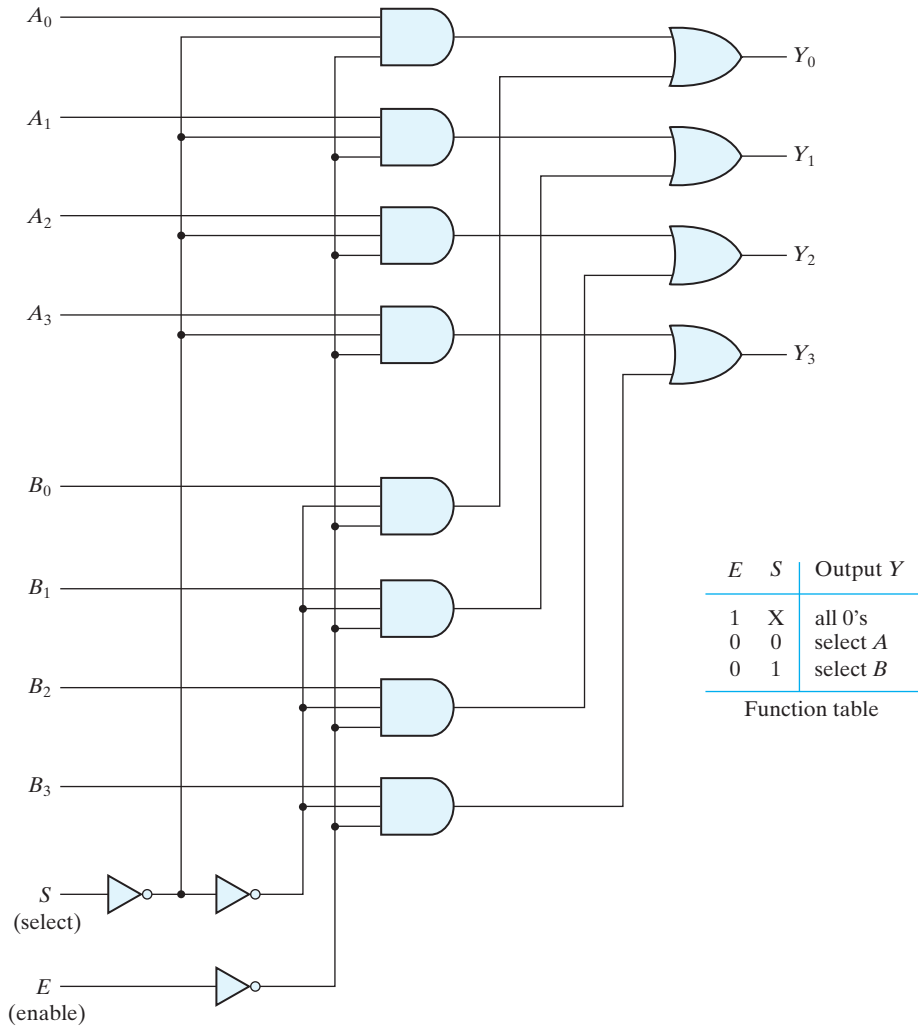 A₀
Y₀
A₁
Y₁
A₂
Y₂
A₃
Y₃
B₀
B₁
B₂
B₃
S
(select)
E
(enable)
E S Output Y
1 X all 0's
0 0 select A
0 1 select B
Function table